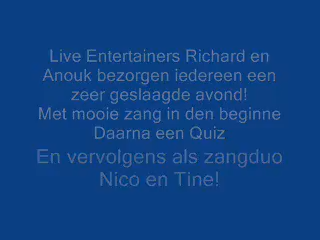 Live Entertainers Richard en
Anouk bezorgen iedereen een
zeer geslaagde avond!
Met mooie zang in den beginne
Daarna een Quiz
En vervolgens als zangduo
Nico en Tine!